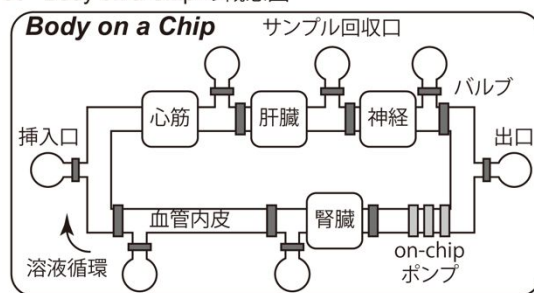 Body on a Chip
サンプル回収口
バルブ
心筋
肝臓
神経
挿入口
出口
血管内皮
腎臓
溶液循環
on-chip
ポンプ